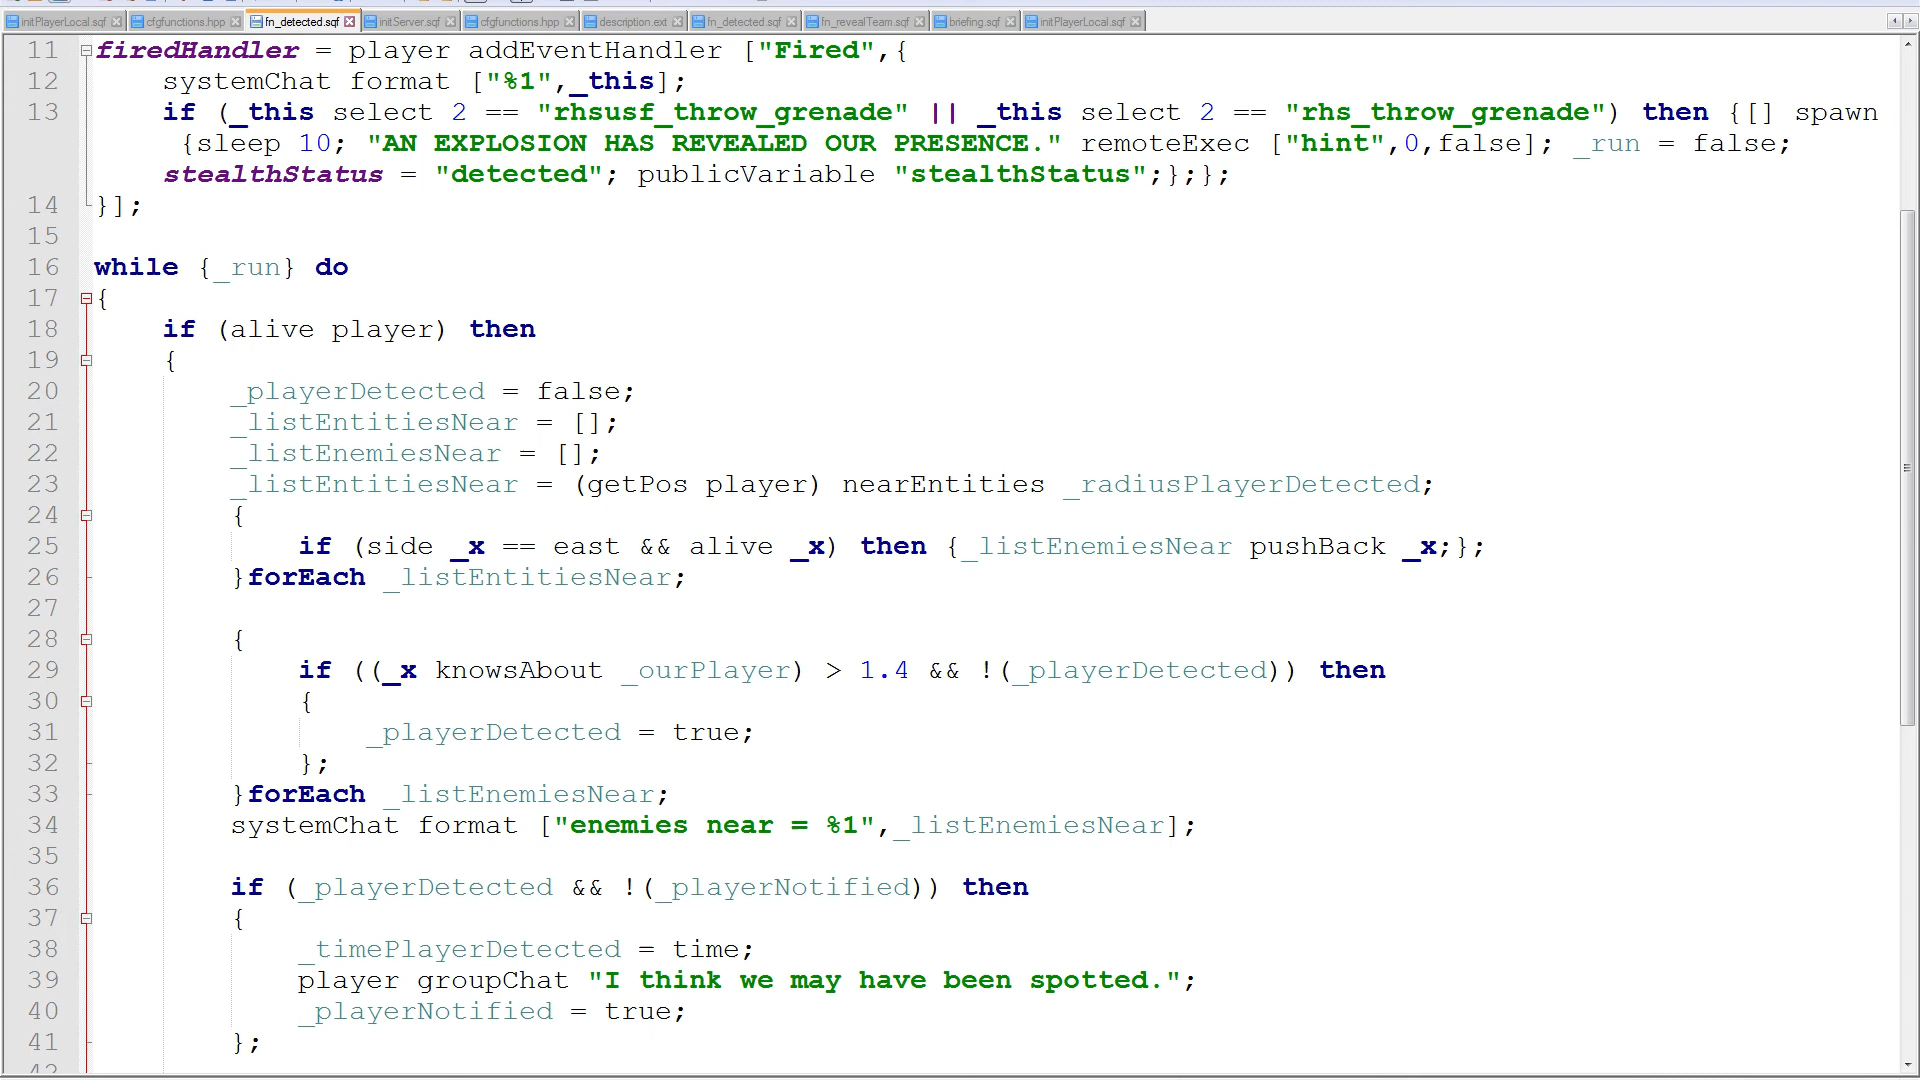 initPlayerLocal.sqf cfgfunctions.hpp fn_detected.sqf initServer.sqf cfgfunctions.hpp description.ext fn_detected.sqf fn_revealTeam.sqf briefing.sqf initPlayerLocal.sqf
11 firedHandler = player addEventHandler ["Fired",{
12 systemChat format ["%1",_this];
13 if (_this select 2 == "rhsusf_throw_grenade" || _this select 2 == "rhs_throw_grenade") then {[] spawn
{sleep 10; "AN EXPLOSION HAS REVEALED OUR PRESENCE." remoteExec ["hint",0,false]; _run = false;
stealthStatus = "detected"; publicVariable "stealthStatus";};};
14 }];
15
16 while {_run} do
17 {
18 if (alive player) then
19 {
20 _playerDetected = false;
21 _listEntitiesNear = [];
22 _listEnemiesNear = [];
23 _listEntitiesNear = (getPos player) nearEntities _radiusPlayerDetected;
24 {
25 if (side _x == east && alive _x) then {_listEnemiesNear pushBack _x;};
26 }forEach _listEntitiesNear;
27
28 {
29 if ((_x knowsAbout _ourPlayer) > 1.4 && !(_playerDetected)) then
30 {
31 _playerDetected = true;
32 };
33 }forEach _listEnemiesNear;
34 systemChat format ["enemies near = %1",_listEnemiesNear];
35
36 if (_playerDetected && !(_playerNotified)) then
37 {
38 _timePlayerDetected = time;
39 player groupChat "I think we may have been spotted.";
40 _playerNotified = true;
41 };
42